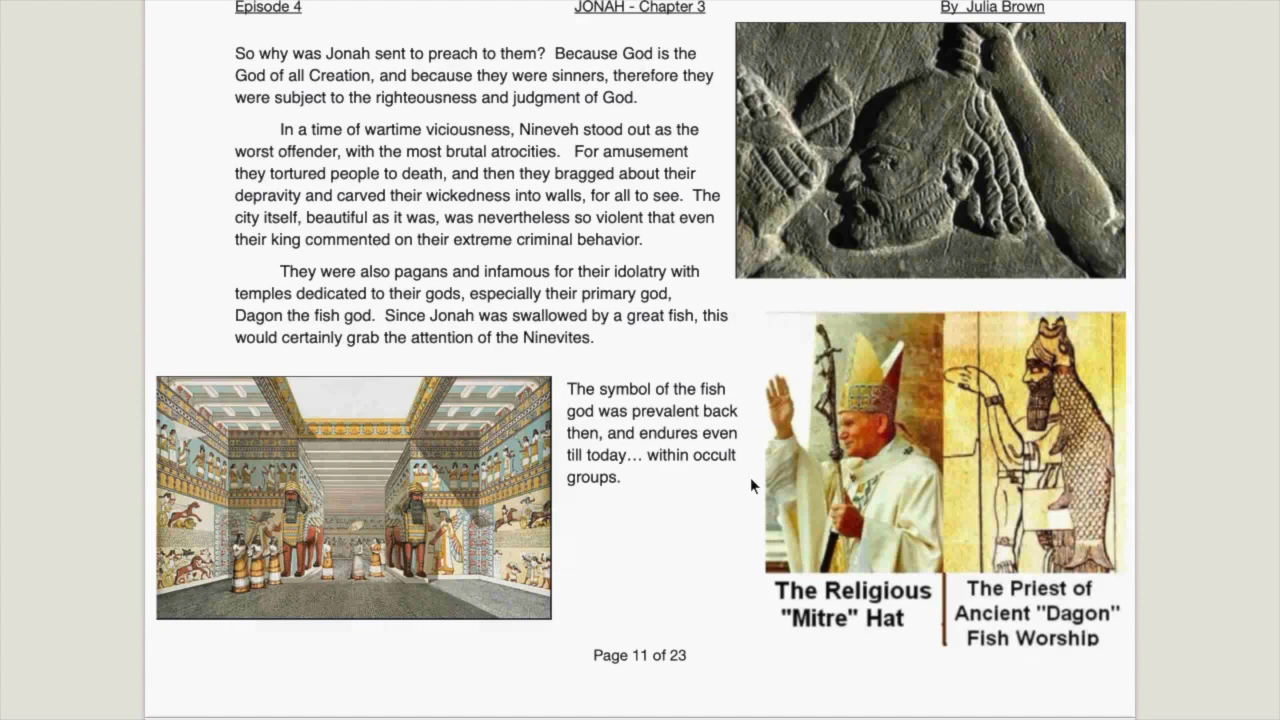 Episode 4
JONAH - Chapter 3
By Julia Brown
So why was Jonah sent to preach to them? Because God is the
God of all Creation, and because they were sinners, therefore they
were subject to the righteousness and judgment of God.
In a time of wartime viciousness, Nineveh stood out as the
worst offender, with the most brutal atrocities. For amusement
they tortured people to death, and then they bragged about their
depravity and carved their wickedness into walls, for all to see. The
city itself, beautiful as it was, was nevertheless so violent that even
their king commented on their extreme criminal behavior.
They were also pagans and infamous for their idolatry with
temples dedicated to their gods, especially their primary god,
Dagon the fish god. Since Jonah was swallowed by a great fish, this
would certainly grab the attention of the Ninevites.
The symbol of the fish
god was prevalent back
then, and endures even
till today… within occult
groups.
The Religious
"Mitre" Hat
The Priest of
Ancient "Dagon"
Fish Worship
Page 11 of 23